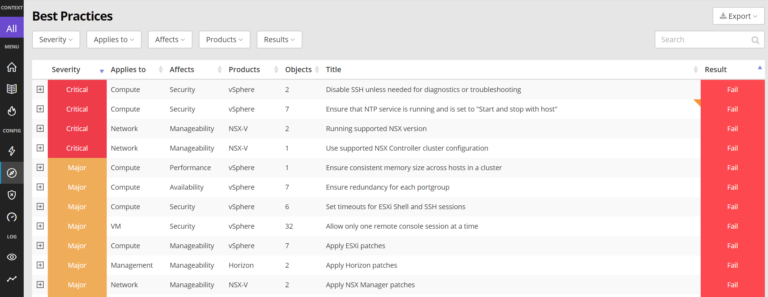 CONTEXT
All
MENU
CONFIG
LOG
Best Practices
Export
Severity Applies to Affects Products Results
Search
Severity Applies to Affects Products Objects Title Result
Critical Compute Security vSphere 2 Disable SSH unless needed for diagnostics or troubleshooting Fail
Critical Compute Security vSphere 7 Ensure that NTP service is running and is set to "Start and stop with host" Fail
Critical Network Manageability NSX-V 2 Running supported NSX version Fail
Critical Network Manageability NSX-V 1 Use supported NSX Controller cluster configuration Fail
Major Compute Performance vSphere 1 Ensure consistent memory size across hosts in a cluster Fail
Major Compute Availability vSphere 7 Ensure redundancy for each portgroup Fail
Major Compute Security vSphere 6 Set timeouts for ESXi Shell and SSH sessions Fail
Major VM Security vSphere 32 Allow only one remote console session at a time Fail
Major Compute Manageability vSphere 7 Apply ESXi patches Fail
Major Management Manageability Horizon 2 Apply Horizon patches Fail
Major Network Manageability NSX-V 2 Apply NSX Manager patches Fail